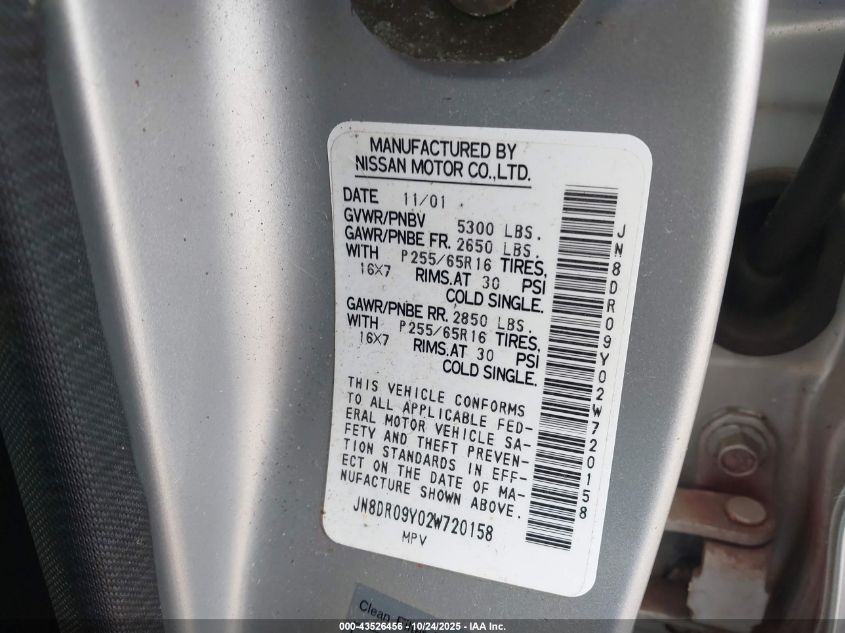 MANUFACTURED BY
NISSAN MOTOR CO.,LTD.
DATE 11/01
GVWR/PNBV 5300 LBS.
GAWR/PNBE FR. 2650 LBS.
WITH P255/65R16 TIRES,
16X7 RIMS.AT 30 PSI
COLD SINGLE.
GAWR/PNBE RR. 2850 LBS.
WITH P255/65R16 TIRES,
16X7 RIMS.AT 30 PSI
COLD SINGLE.
THIS VEHICLE CONFORMS
TO ALL APPLICABLE FED-
ERAL MOTOR VEHICLE SA-
FETY AND THEFT PREVEN-
TION STANDARDS IN EFF-
ECT ON THE DATE OF MA-
NUFACTURE SHOWN ABOVE.
JN8DR09Y02W720158
MPV
JN8DR09Y02W720158
Clean
000-43526456 - 10/24/2025 - IAA Inc.